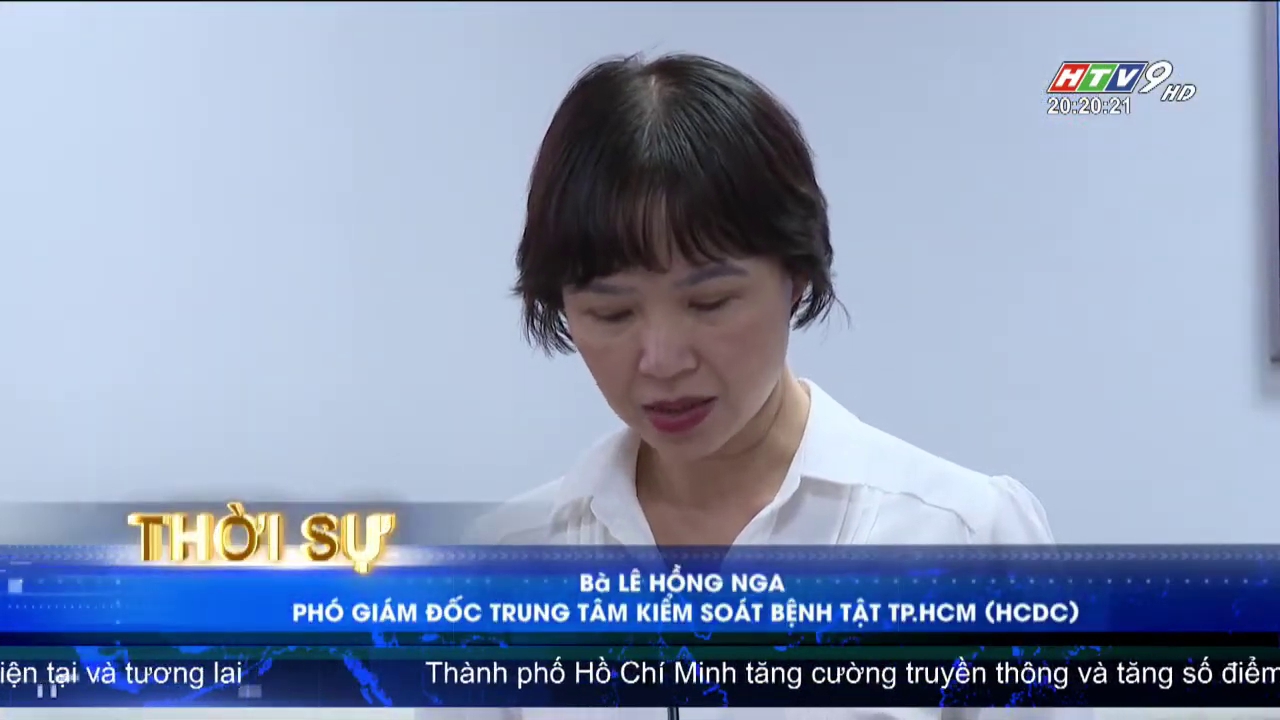 HTV9 HD
20:20:21
THỜI SỰ
Bà LÊ HỒNG NGA
PHÓ GIÁM ĐỐC TRUNG TÂM KIỂM SOÁT BỆNH TẬT TP.HCM (HCDC)
iện tại và tương lai Thành phố Hồ Chí Minh tăng cường truyền thông và tăng số điểm